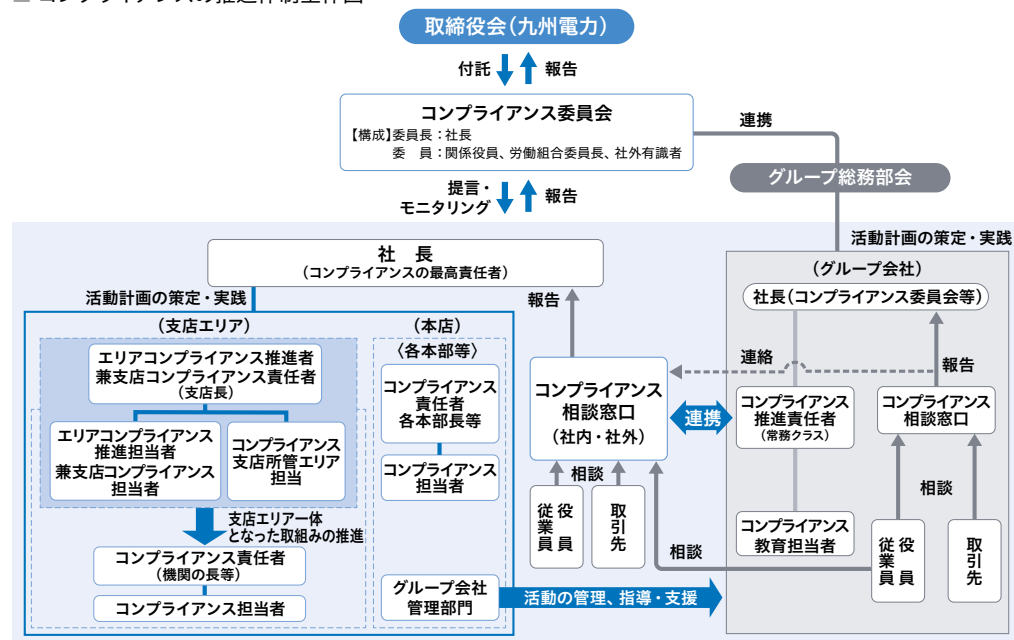 ■ コンプライアンスの推進体制全体図
取締役会（九州電力）
付託
報告
コンプライアンス委員会
【構成】委員長：社長
委　員：関係役員、労働組合委員長、社外有識者
連携
グループ総務部会
提言・
モニタリング
報告
社　長
（コンプライアンスの最高責任者）
活動計画の策定・実践
（支店エリア）
エリアコンプライアンス推進者
兼支店コンプライアンス責任者
（支店長）
エリアコンプライアンス
推進担当者
兼支店コンプライアンス
担当者
コンプライアンス
支店所管エリア
担当
支店エリア一体
となった取組みの推進
コンプライアンス責任者
（機関の長等）
コンプライアンス担当者
（本店）
〈各本部等〉
コンプライアンス
責任者
各本部長等
コンプライアンス
担当者
グループ会社
管理部門
活動の管理、指導・支援
報告
コンプライアンス
相談窓口
（社内・社外）
相談
役員
従業員
取引先
相談
連携
連絡
活動計画の策定・実践
（グループ会社）
社長（コンプライアンス委員会等）
報告
コンプライアンス
推進責任者
（常務クラス）
コンプライアンス
相談窓口
相談
コンプライアンス
教育担当者
役員
従業員
取引先